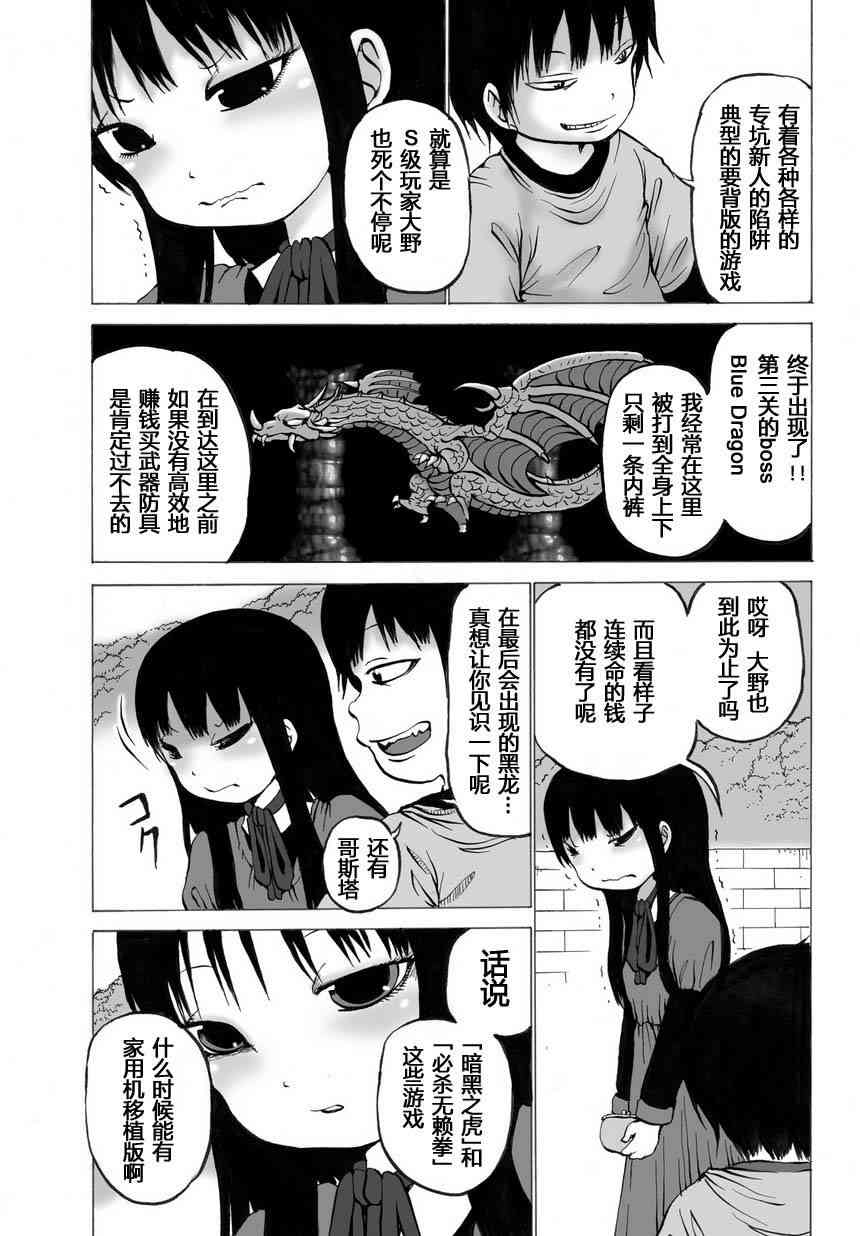 有着各种各样的
专坑新人的陷阱
典型的要背版的游戏
就算是
S级玩家大野
也死个不停呢
终于出现了!!
第三关的boss
Blue Dragon
我经常在这里
被打到全身上下
只剩一条内裤
在到达这里之前
如果没有高效地
赚钱买武器防具
是肯定过不去的
哎呀 大野也
到此为止了吗
而且看样子
连续命的钱
都没有了呢
在最后会出现的黑龙…
真想让你见识一下呢
还有
哥斯塔
コク
话说
「暗黑之虎」和
「必杀无赖拳」
这些游戏
什么时候能有
家用机移植版啊